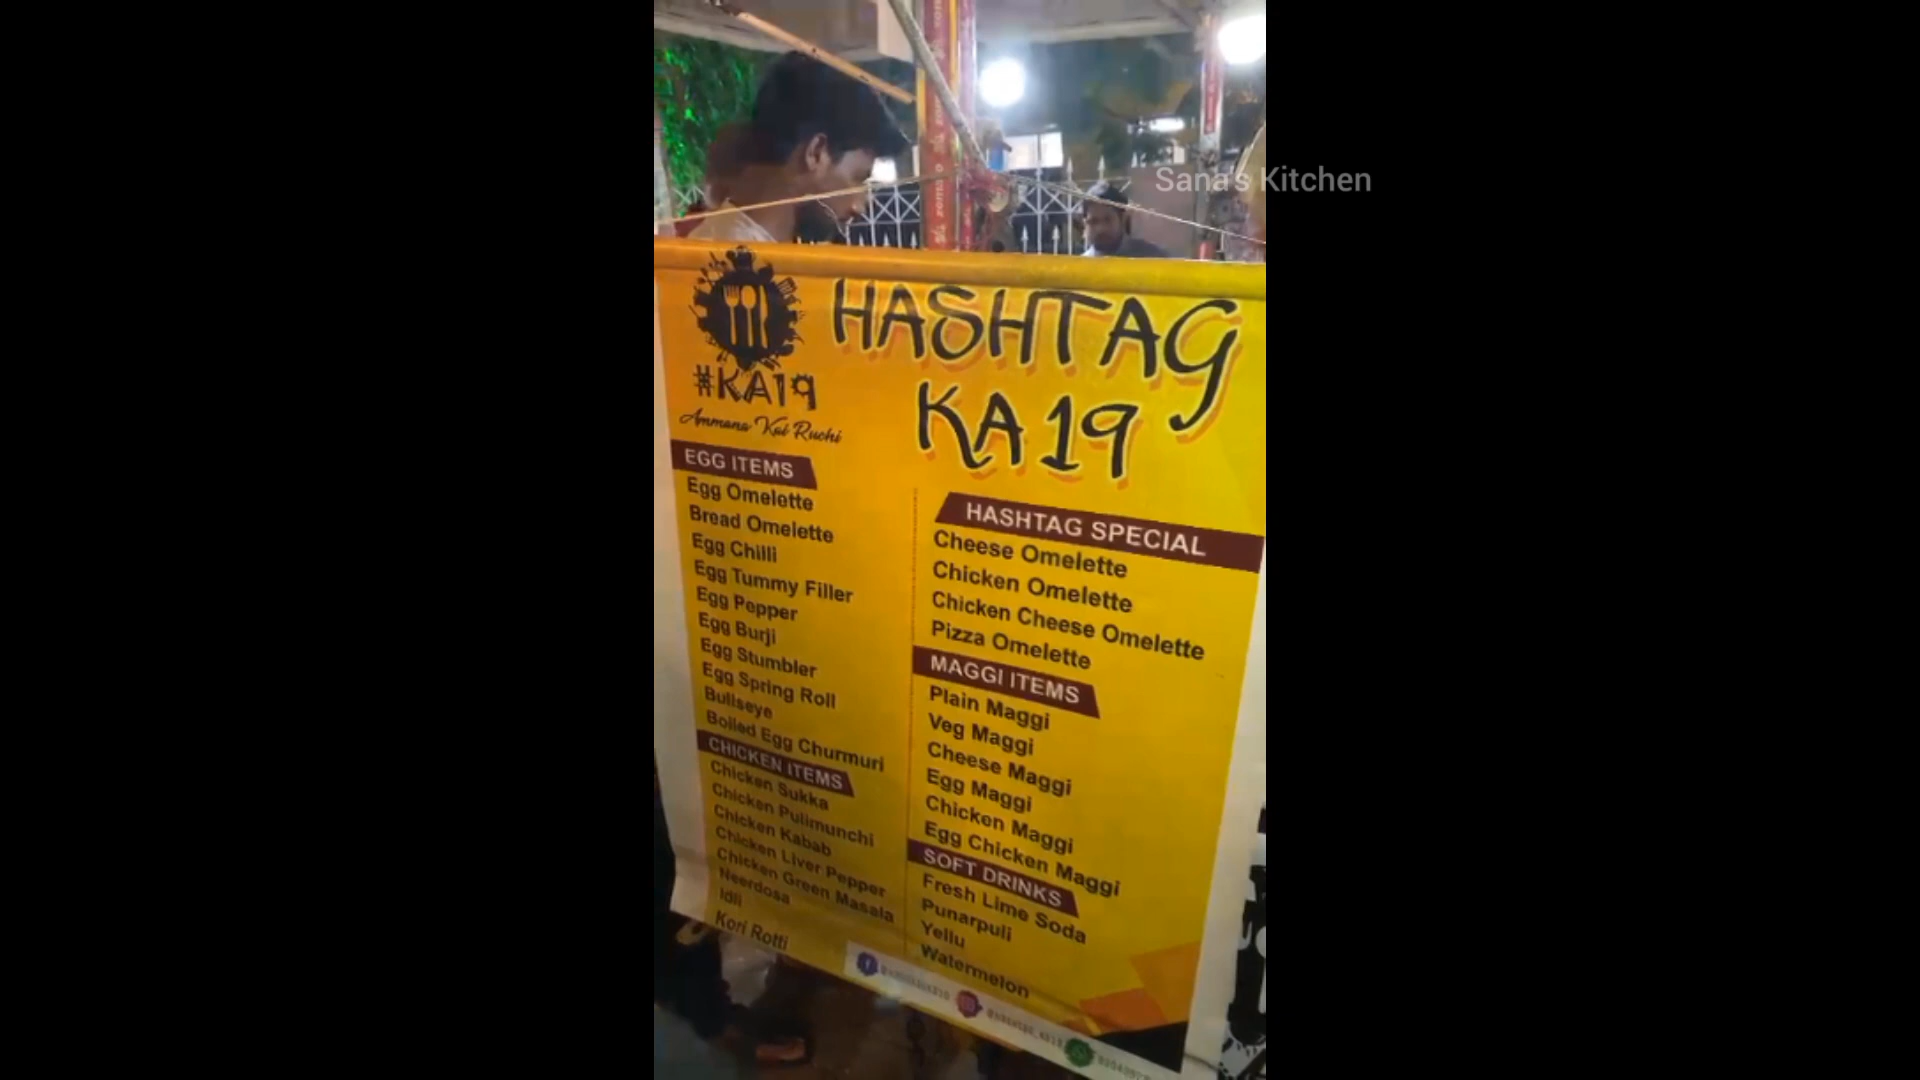 Sana's Kitchen
HASHTAG
KA19
#KA19
Ammana Kai Ruchi
EGG ITEMS
Egg Omelette
Bread Omelette
Egg Chilli
Egg Tummy Filler
Egg Pepper
Egg Burji
Egg Stumbler
Egg Spring Roll
Bullseye
Boiled Egg Churmuri
CHICKEN ITEMS
Chicken Sukka
Chicken Pulimunchi
Chicken Kabab
Chicken Liver Pepper
Chicken Green Masala
Neerdosa
Idli
Kori Rotti
HASHTAG SPECIAL
Cheese Omelette
Chicken Omelette
Chicken Cheese Omelette
Pizza Omelette
MAGGI ITEMS
Plain Maggi
Veg Maggi
Cheese Maggi
Egg Maggi
Chicken Maggi
Egg Chicken Maggi
SOFT DRINKS
Fresh Lime Soda
Punarpuli
Yellu
Watermelon